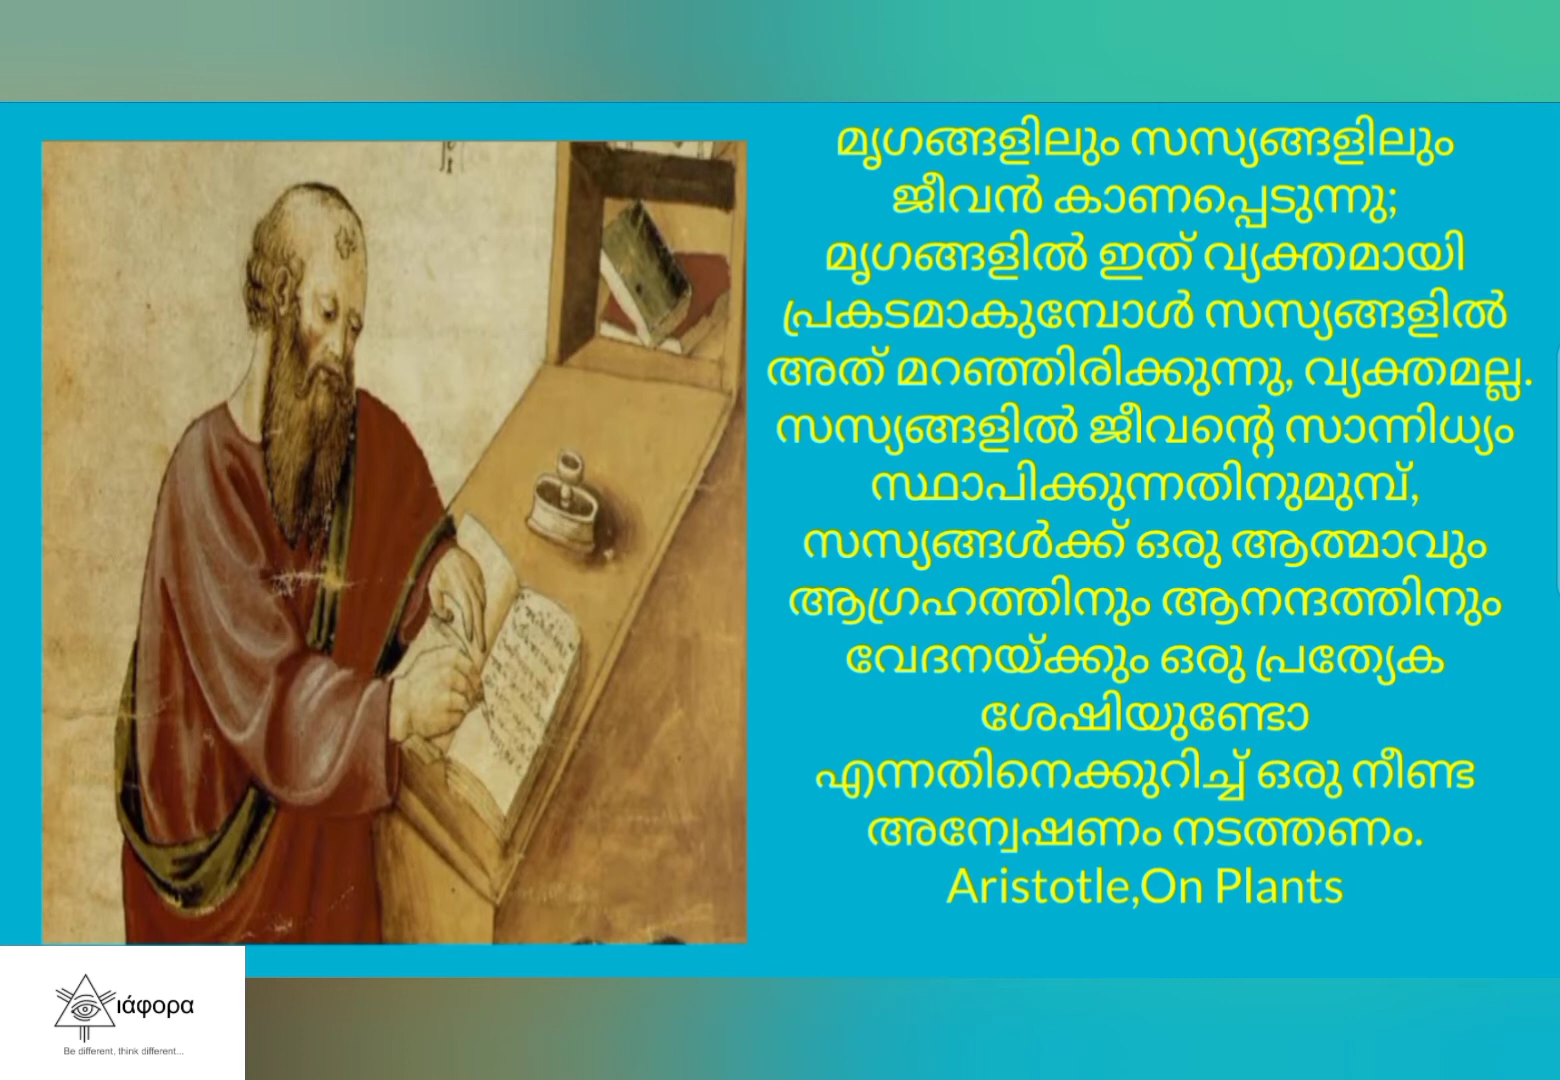 മൃഗങ്ങളിലും സസ്യങ്ങളിലും
ജീവൻ കാണപ്പെടുന്നു;
മൃഗങ്ങളിൽ ഇത് വ്യക്തമായി
പ്രകടമാകുമ്പോൾ സസ്യങ്ങളിൽ
അത് മറഞ്ഞിരിക്കുന്നു, വ്യക്തമല്ല.
സസ്യങ്ങളിൽ ജീവന്റെ സാന്നിധ്യം
സ്ഥാപിക്കുന്നതിനുമുമ്പ്,
സസ്യങ്ങൾക്ക് ഒരു ആത്മാവും
ആഗ്രഹത്തിനും ആനന്ദത്തിനും
വേദനയ്ക്കും ഒരു പ്രത്യേക
ശേഷിയുണ്ടോ
എന്നതിനെക്കുറിച്ച് ഒരു നീണ്ട
അന്വേഷണം നടത്തണം.
Aristotle,On Plants
ιάφορα
Be different, think different...